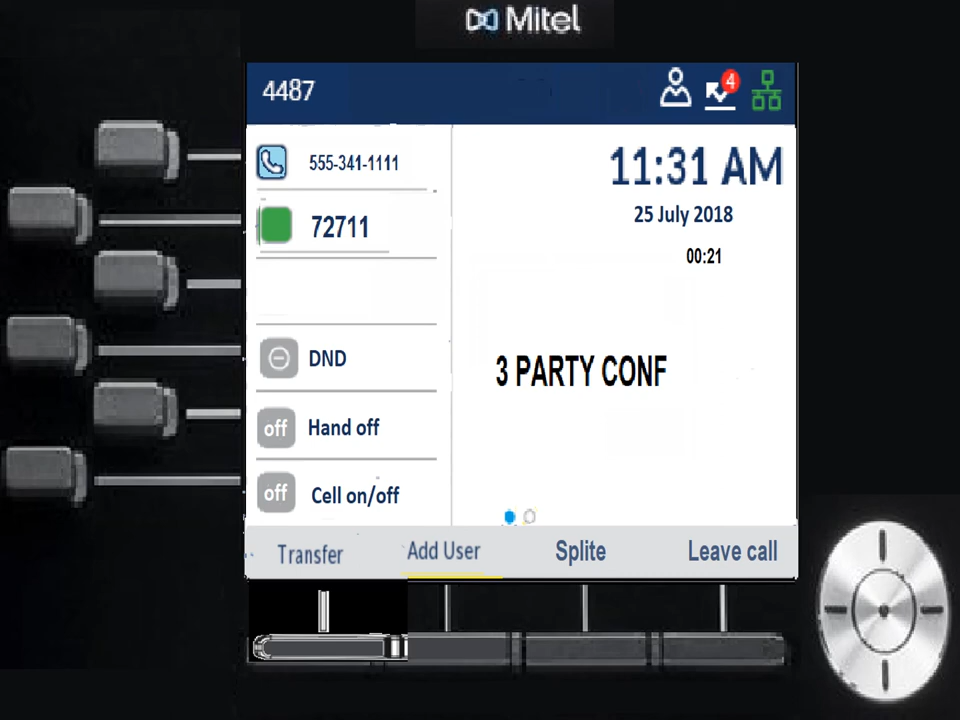 Mitel
4487
4
555-341-1111
11:31 AM
72711
25 July 2018
00:21
DND
3 PARTY CONF
off Hand off
off Cell on/off
Transfer Add User Splite Leave call